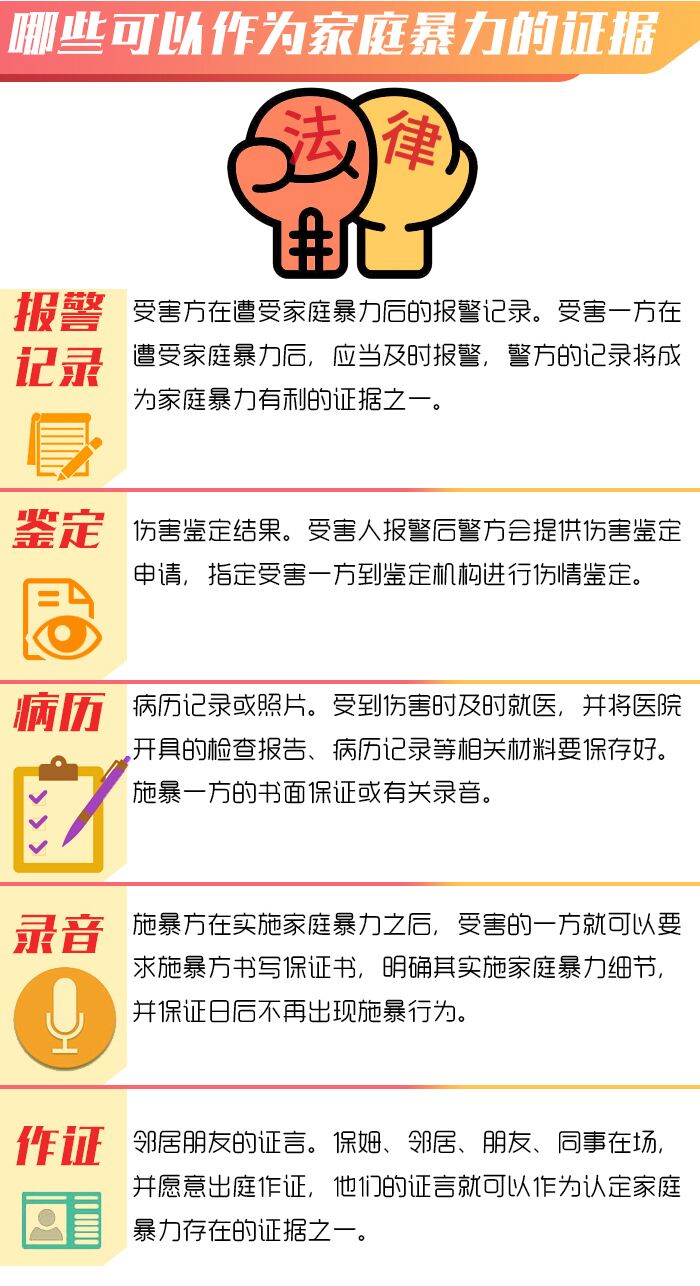 哪些可以作为家庭暴力的证据
法律
报警
记录
受害方在遭受家庭暴力后的报警记录。受害一方在
遭受家庭暴力后，应当及时报警，警方的记录将成
为家庭暴力有利的证据之一。
鉴定
伤害鉴定结果。受害人报警后警方会提供伤害鉴定
申请，指定受害一方到鉴定机构进行伤情鉴定。
病历
病历记录或照片。受到伤害时及时就医，并将医院
开具的检查报告、病历记录等相关材料要保存好。
施暴一方的书面保证或有关录音。
录音
施暴方在实施家庭暴力之后，受害的一方就可以要
求施暴方书写保证书，明确其实施家庭暴力细节，
并保证日后不再出现施暴行为。
作证
邻居朋友的证言。保姆、邻居、朋友、同事在场，
并愿意出庭作证，他们的证言就可以作为认定家庭
暴力存在的证据之一。